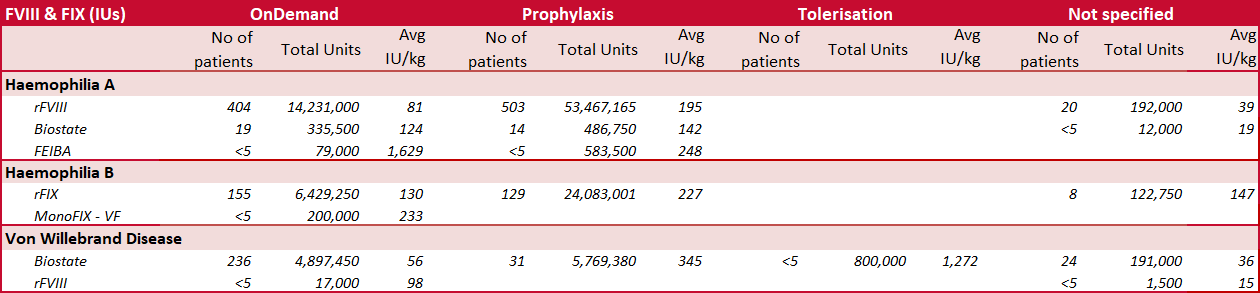 FVIII & FIX (IUs) OnDemand Prophylaxis Tolerisation Not specified
No of patients Total Units Avg IU/kg No of patients Total Units Avg IU/kg No of patients Total Units Avg IU/kg No of patients Total Units Avg IU/kg
Haemophilia A
rFVIII 404 14,231,000 81 503 53,467,165 195 20 192,000 39
Biostate 19 335,500 124 14 486,750 142 <5 12,000 19
FEIBA <5 79,000 1,629 <5 583,500 248
Haemophilia B
rFIX 155 6,429,250 130 129 24,083,001 227 8 122,750 147
MonoFIX - VF <5 200,000 233
Von Willebrand Disease
Biostate 236 4,897,450 56 31 5,769,380 345 <5 800,000 1,272 24 191,000 36
rFVIII <5 17,000 98 <5 1,500 15